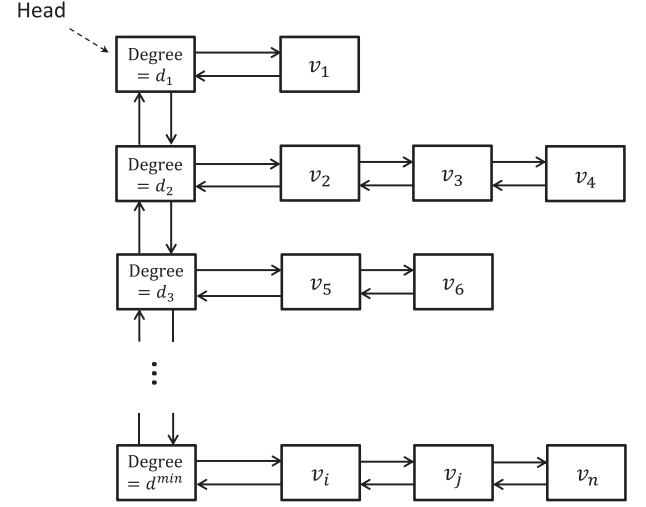 Head
Degree
= d₁
v₁
Degree
= d₂
v₂
v₃
v₄
Degree
= d₃
v₅
v₆
⋮
Degree
= dᵐⁱⁿ
vᵢ
vⱼ
vₙ